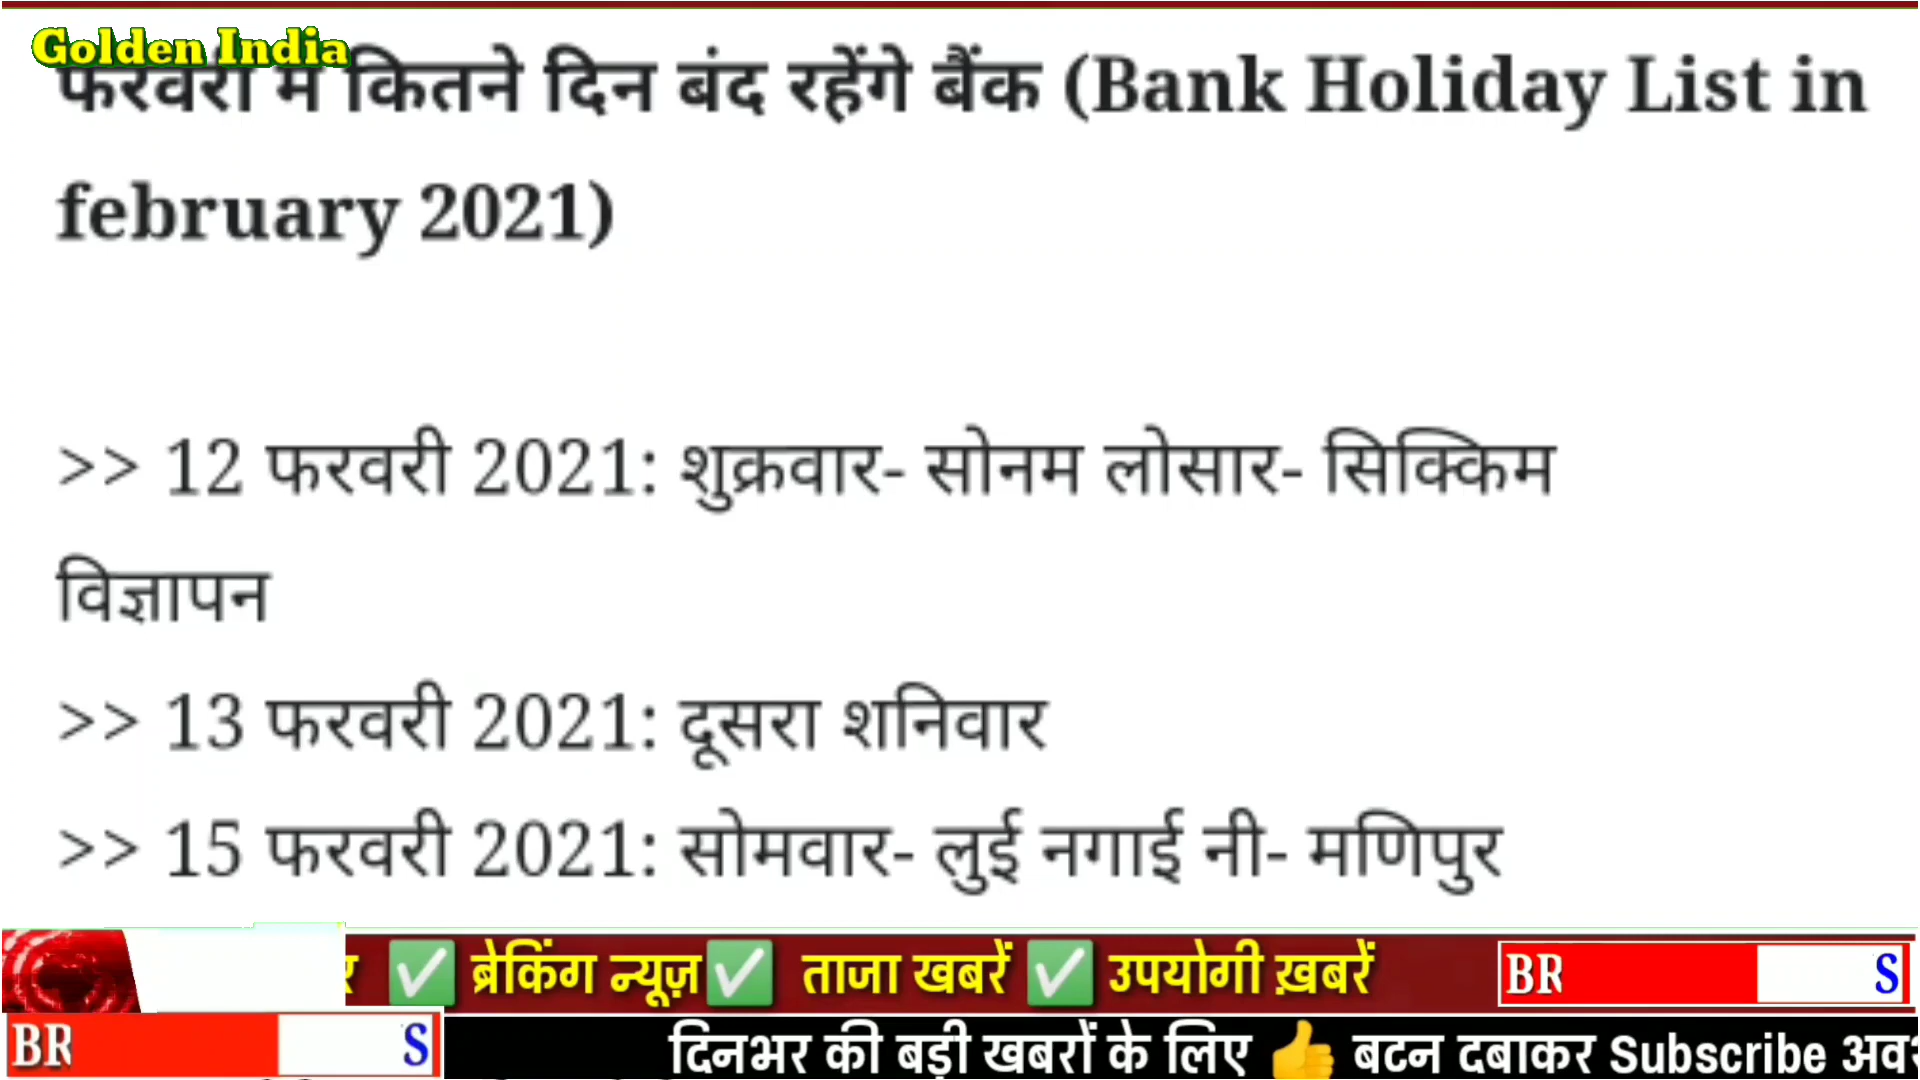 Golden India
फरवरी में कितने दिन बंद रहेंगे बैंक (Bank Holiday List in
february 2021)
>> 12 फरवरी 2021: शुक्रवार- सोनम लोसार- सिक्किम
विज्ञापन
>> 13 फरवरी 2021: दूसरा शनिवार
>> 15 फरवरी 2021: सोमवार- लुई नगाई नी- मणिपुर
✅ ब्रेकिंग न्यूज़ ✅ ताजा खबरें ✅ उपयोगी ख़बरें
BR S
BR S
दिनभर की बड़ी खबरों के लिए 👍 बटन दबाकर Subscribe